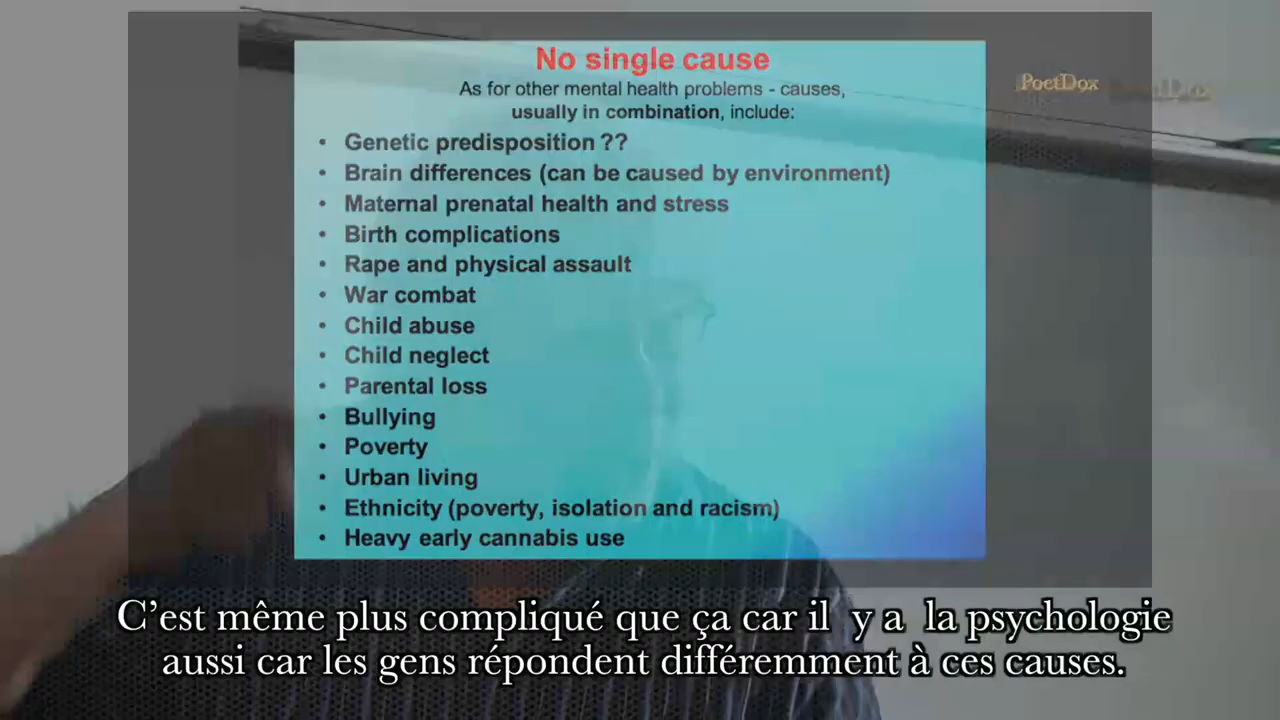 No single cause
PoetD9x
As for other mental health problems - causes,
usually in combination, include:
• Genetic predisposition ??
• Brain differences (can be caused by environment)
• Maternal prenatal health and stress
• Birth complications
• Rape and physical assault
• War combat
• Child abuse
• Child neglect
• Parental loss
• Bullying
• Poverty
• Urban living
• Ethnicity (poverty, isolation and racism)
• Heavy early cannabis use
C’est même plus compliqué que ça car il y a la psychologie
aussi car les gens répondent différemment à ces causes.